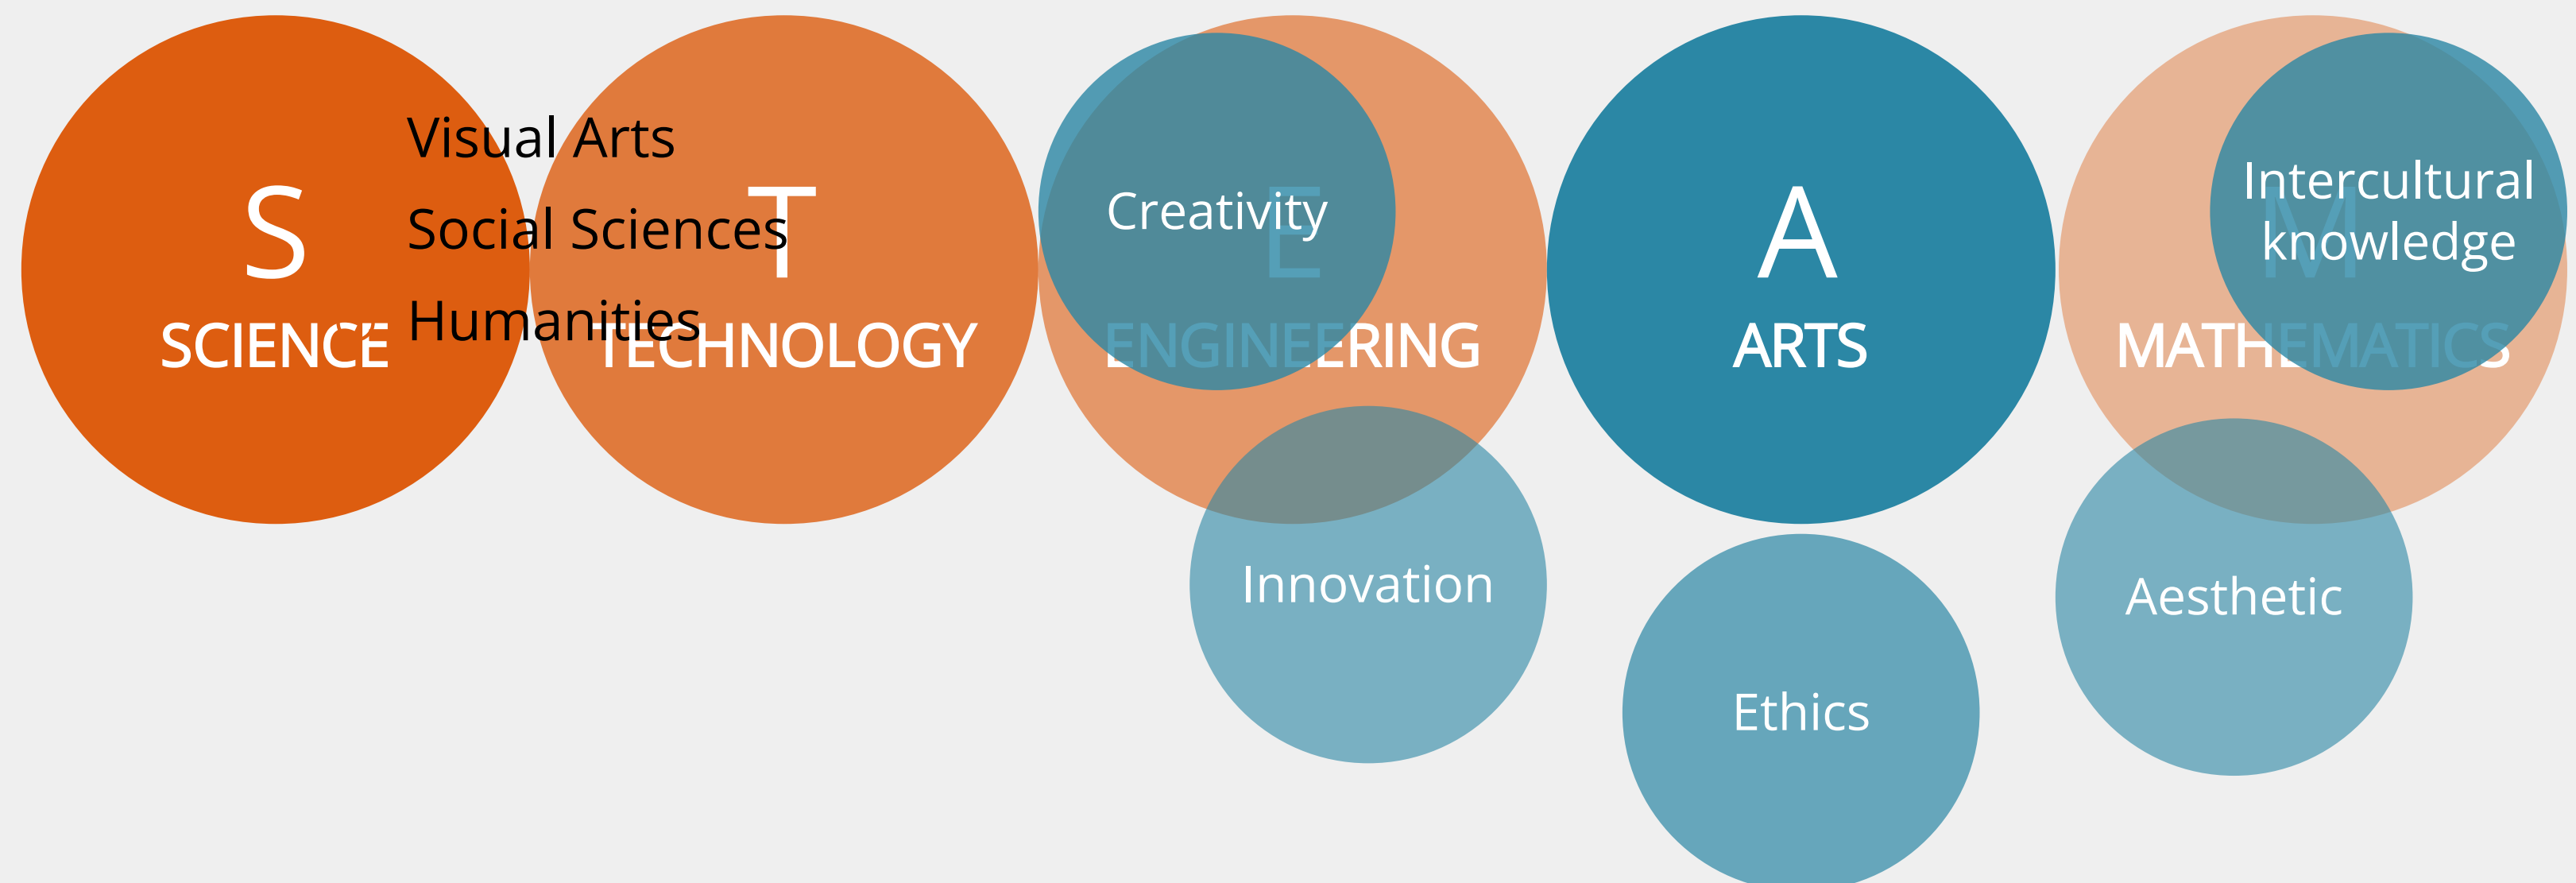 S
SCIENCE
Visual Arts
Social Sciences
Humanities
T
TECHNOLOGY
Creativity
E
ENGINEERING
Innovation
A
ARTS
Ethics
Intercultural
knowledge
M
MATHEMATICS
Aesthetic